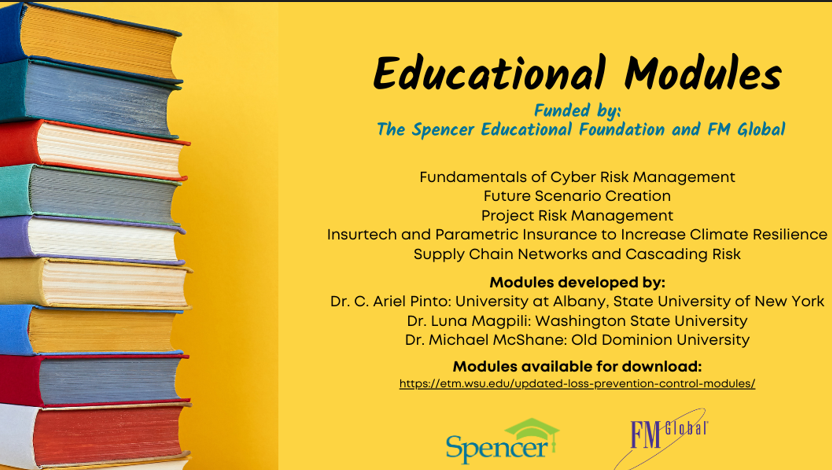 Educational Modules
Funded by:
The Spencer Educational Foundation and FM Global
Fundamentals of Cyber Risk Management
Future Scenario Creation
Project Risk Management
Insurtech and Parametric Insurance to Increase Climate Resilience
Supply Chain Networks and Cascading Risk
Modules developed by:
Dr. C. Ariel Pinto: University at Albany, State University of New York
Dr. Luna Magpili: Washington State University
Dr. Michael McShane: Old Dominion University
Modules available for download:
https://etm.wsu.edu/updated-loss-prevention-control-modules/
Spencer
FM Global